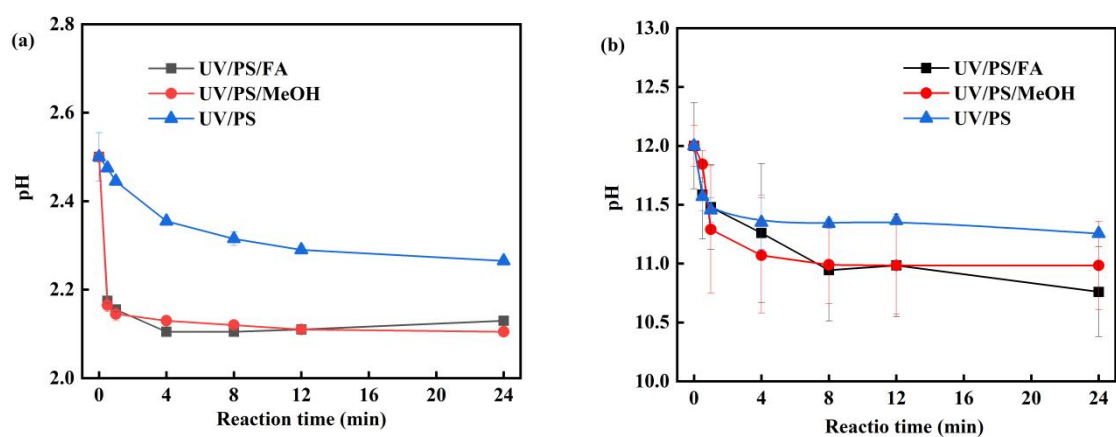 (a)
2.8
2.6
2.4
2.2
2.0
pH
UV/PS/FA
UV/PS/MeOH
UV/PS
0 4 8 12 16 20 24
Reaction time (min)
(b)
13.0
12.5
12.0
11.5
11.0
10.5
10.0
pH
UV/PS/FA
UV/PS/MeOH
UV/PS
0 4 8 12 16 20 24
Reactio time (min)